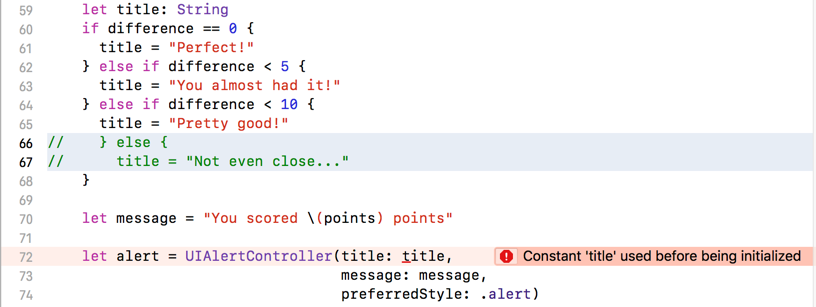 59 let title: String
60 if difference == 0 {
61 title = "Perfect!"
62 } else if difference < 5 {
63 title = "You almost had it!"
64 } else if difference < 10 {
65 title = "Pretty good!"
66 // } else {
67 // title = "Not even close..."
68 }
69
70 let message = "You scored \(points) points"
71
72 let alert = UIAlertController(title: title, Constant 'title' used before being initialized
73 message: message,
74 preferredStyle: .alert)